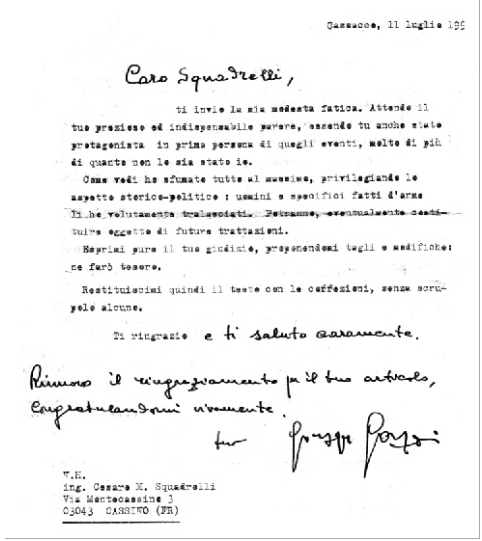 Cassacco, 11 luglio 199
Caro Squadrelli,
ti invio la mia modesta fatica. Attendo il
tuo prezioso ed indispensabile parere, essendo tu anche stato
protagonista in prima persona di quegli eventi, molto di più
di quanto non lo sia stato io.
Come vedi ho sfumato tutto al massimo, privilegiando lo
aspetto storico-politico : uomini e specifici fatti d'arme
li ho volutamente tralasciati. Potranno, eventualmente costi-
tuire oggetto di future trattazioni.
Esprimi pure il tuo giudizio, proponendomi tagli e modifiche:
ne farò tesoro.
Restituiscimi quindi il testo con le correzioni, senza scru-
polo alcuno.
Ti ringrazio e ti saluto caramente.
Rinnovo il ringraziamento per il tuo articolo,
congratulandomi vivamente.
tuo
ing. Cesare M. Squadrelli
Via Montecassino 3
03043 CASSINO (FR)